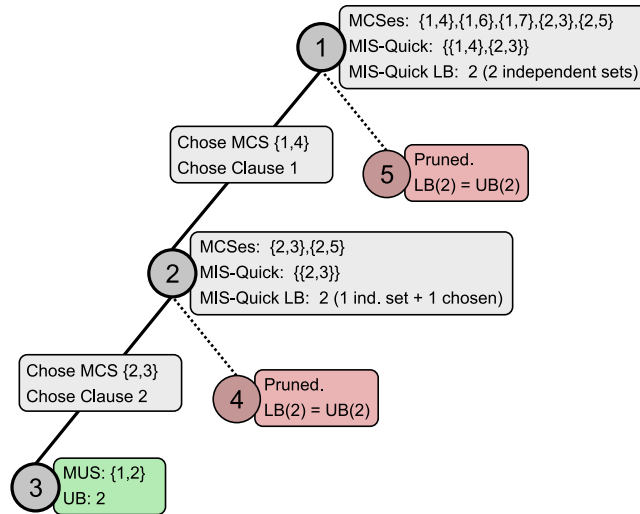 1
MCSes: {1,4},{1,6},{1,7},{2,3},{2,5}
MIS-Quick: {{1,4},{2,3}}
MIS-Quick LB: 2 (2 independent sets)
Chose MCS {1,4}
Chose Clause 1
5
Pruned.
LB(2) = UB(2)
2
MCSes: {2,3},{2,5}
MIS-Quick: {{2,3}}
MIS-Quick LB: 2 (1 ind. set + 1 chosen)
Chose MCS {2,3}
Chose Clause 2
4
Pruned.
LB(2) = UB(2)
3
MUS: {1,2}
UB: 2